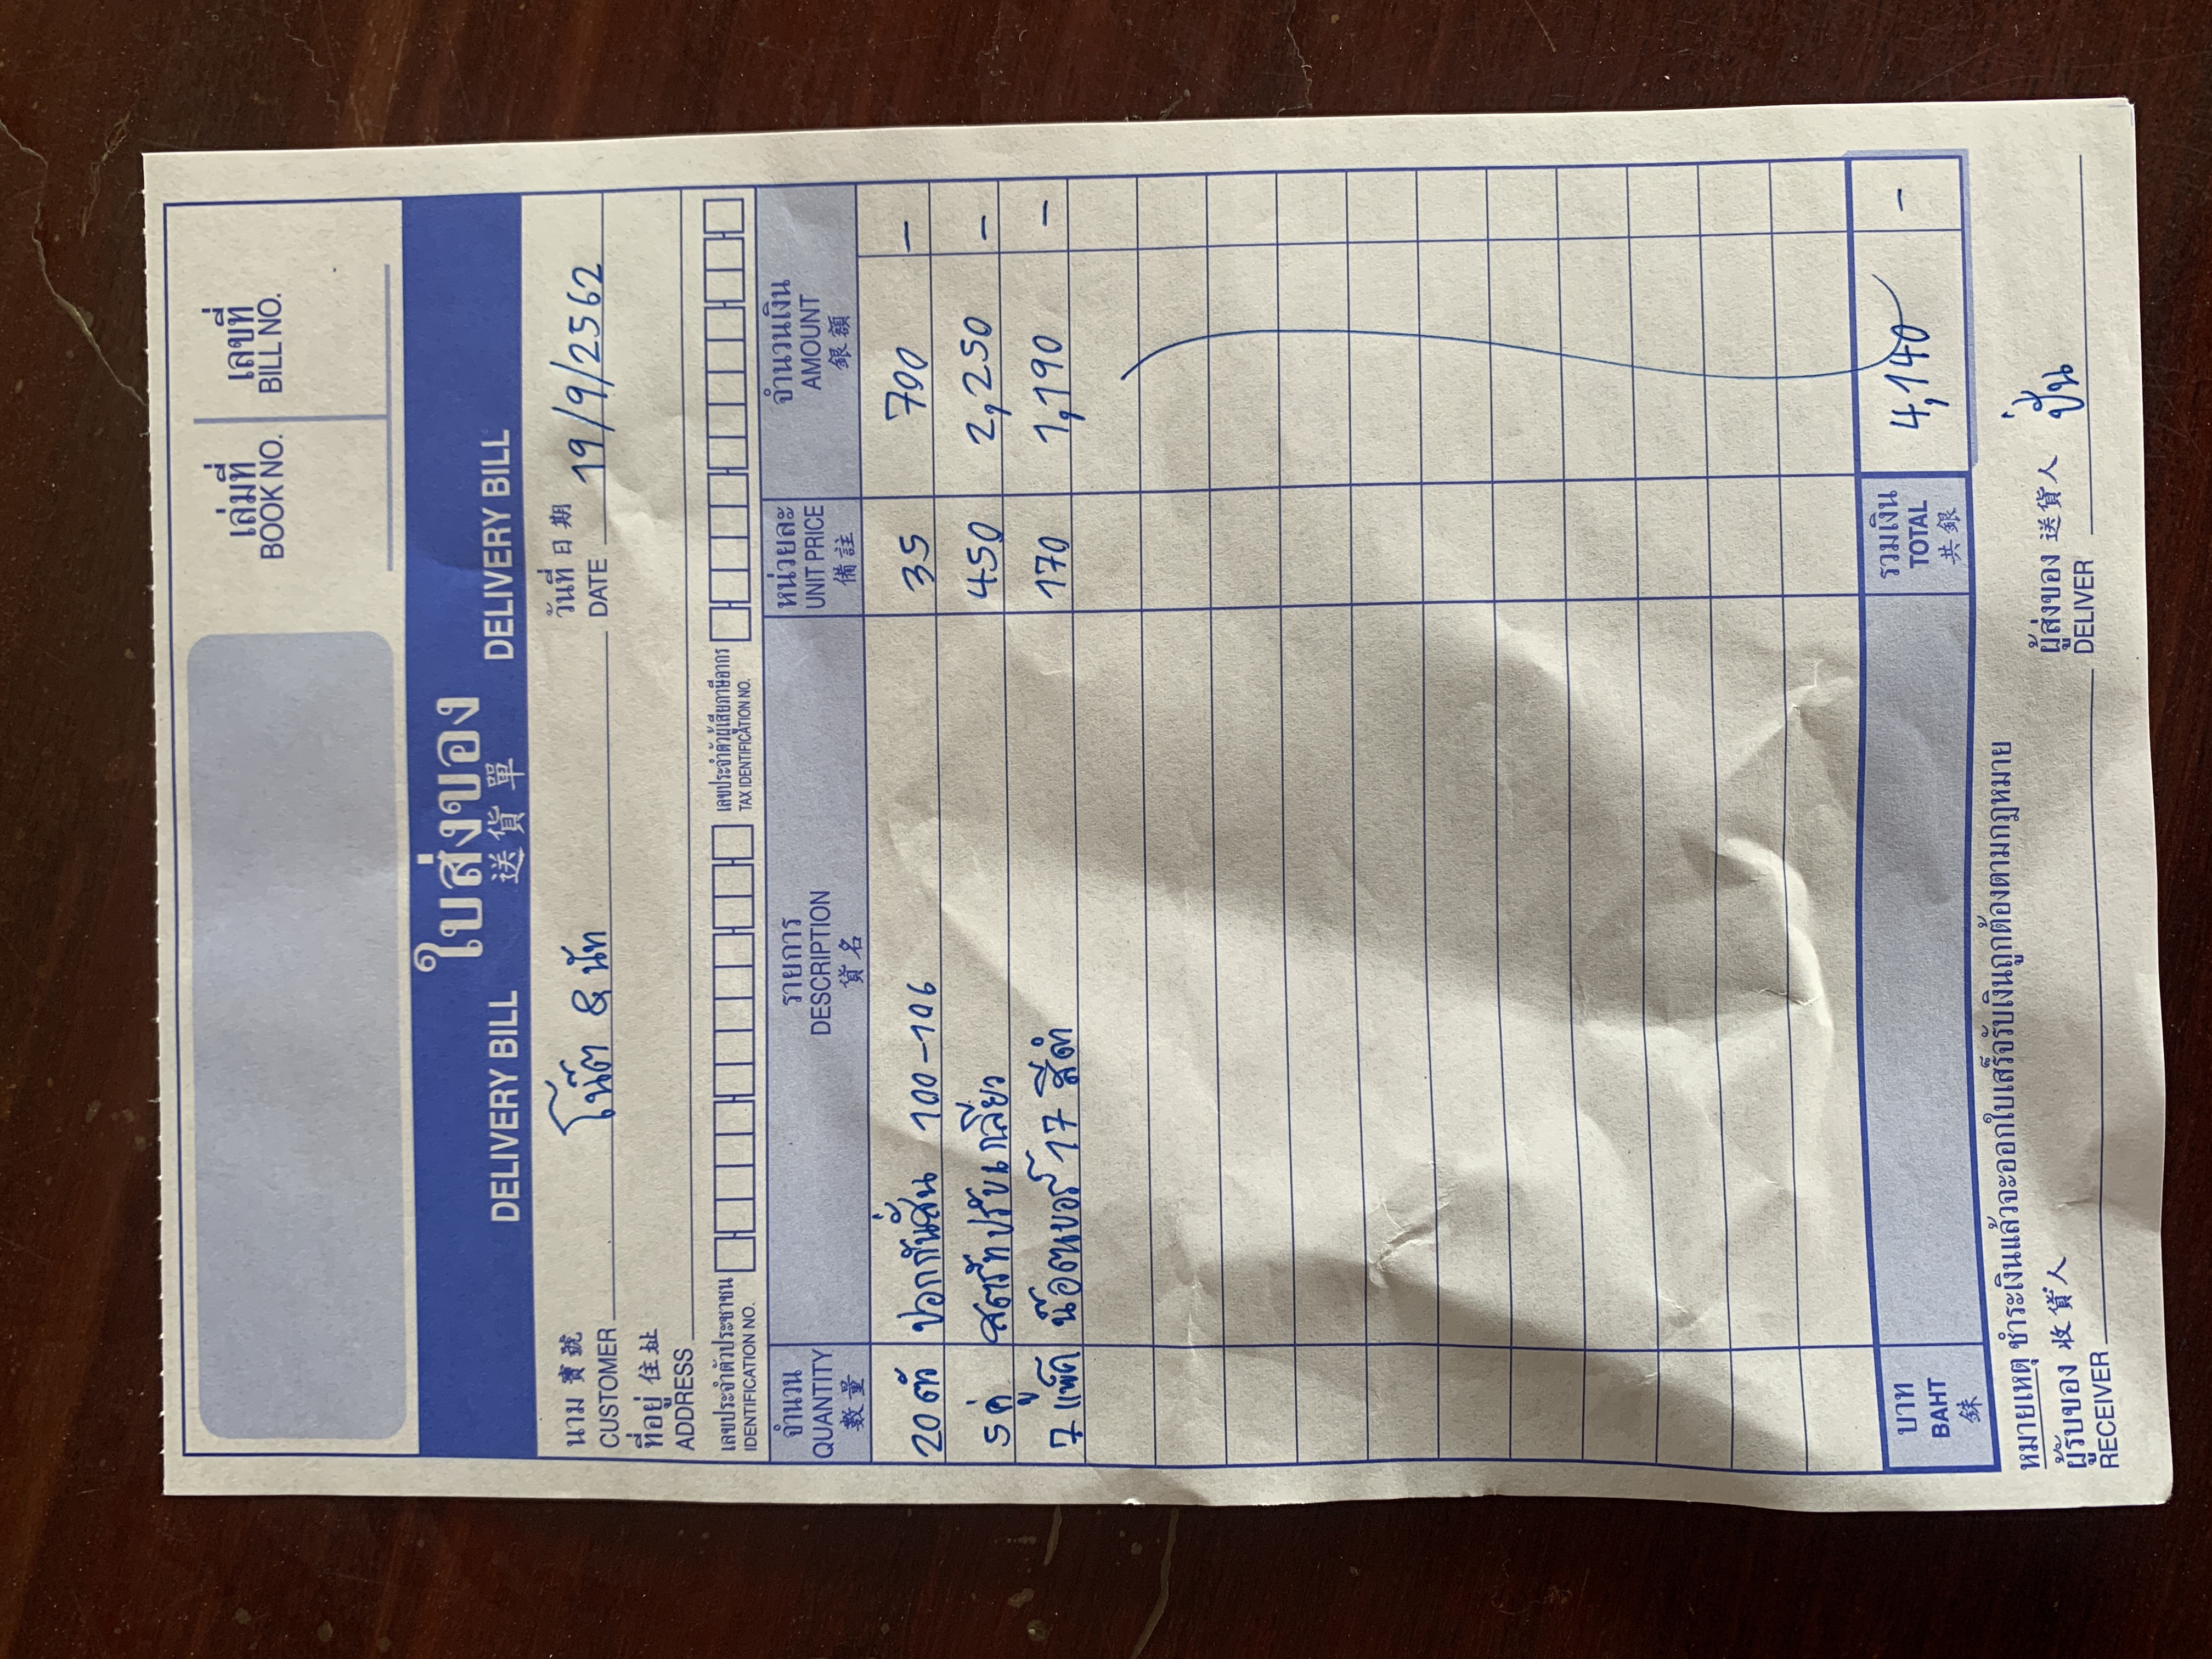 เล่มที่ เลขที่
BOOK NO. BILL NO.
ใบส่งของ
DELIVERY BILL 送貨單 DELIVERY BILL
นาม 寶號 วันที่ 日期
CUSTOMER โน๊ต & นัท DATE 19/9/2562
ที่อยู่ 住址
ADDRESS
เลขประจำตัวประชาชน เลขประจำตัวผู้เสียภาษีอากร
IDENTIFICATION NO. TAX IDENTIFICATION NO.
จำนวน รายการ หน่วยละ จำนวนเงิน
QUANTITY DESCRIPTION UNIT PRICE AMOUNT
數量 貨名 備註 銀額
20 ตัว ปอกกันสั่น 100-106 35 700 -
5 คู่ สตรัทปรับเกลียว 450 2,250 -
7 แพ็ค น๊อตเบอร์ 17 สีดำ 170 1,190 -
บาท รวมเงิน
BAHT TOTAL 4,140 -
銖 共銀
หมายเหตุ ชำระเงินแล้วจะออกใบเสร็จรับเงินถูกต้องตามกฎหมาย
ผู้รับของ 收貨人 ผู้ส่งของ 送貨人 ปั่น
RECEIVER DELIVER